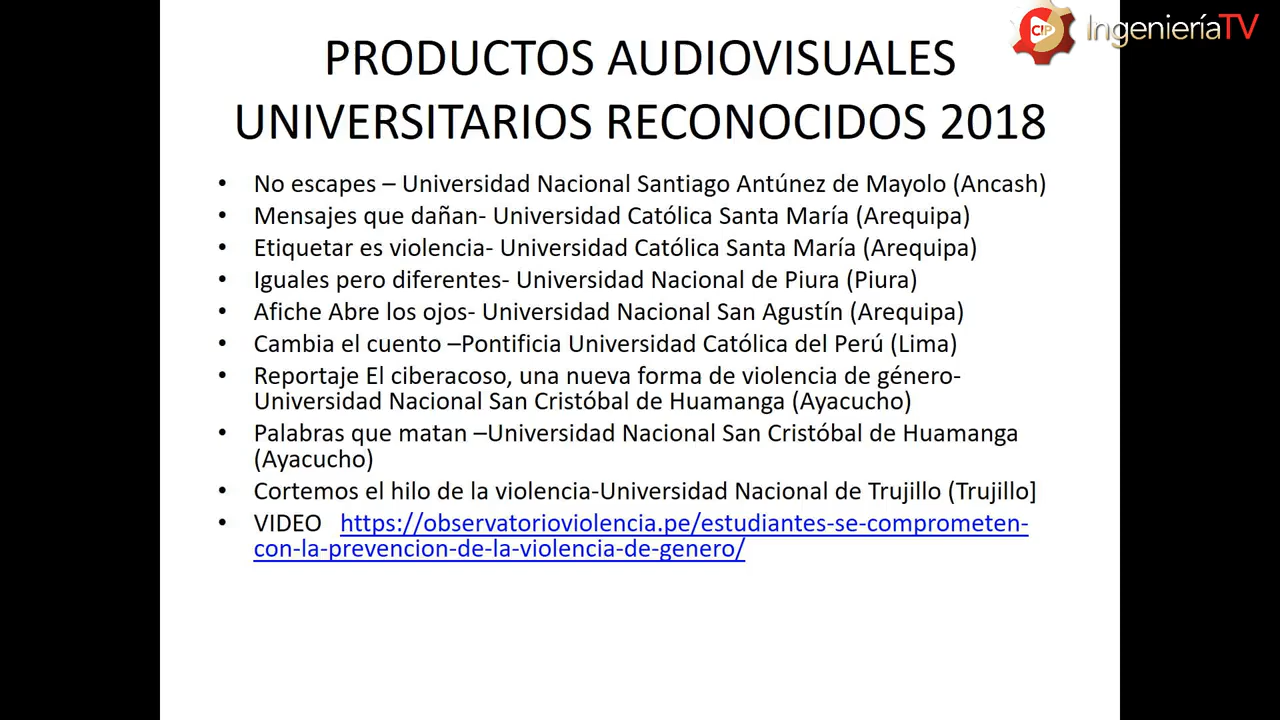 CIP IngenieríaTV
PRODUCTOS AUDIOVISUALES
UNIVERSITARIOS RECONOCIDOS 2018
• No escapes – Universidad Nacional Santiago Antúnez de Mayolo (Ancash)
• Mensajes que dañan- Universidad Católica Santa María (Arequipa)
• Etiquetar es violencia- Universidad Católica Santa María (Arequipa)
• Iguales pero diferentes- Universidad Nacional de Piura (Piura)
• Afiche Abre los ojos- Universidad Nacional San Agustín (Arequipa)
• Cambia el cuento –Pontificia Universidad Católica del Perú (Lima)
• Reportaje El ciberacoso, una nueva forma de violencia de género-
Universidad Nacional San Cristóbal de Huamanga (Ayacucho)
• Palabras que matan –Universidad Nacional San Cristóbal de Huamanga
(Ayacucho)
• Cortemos el hilo de la violencia-Universidad Nacional de Trujillo (Trujillo]
• VIDEO https://observatorioviolencia.pe/estudiantes-se-comprometen-
con-la-prevencion-de-la-violencia-de-genero/